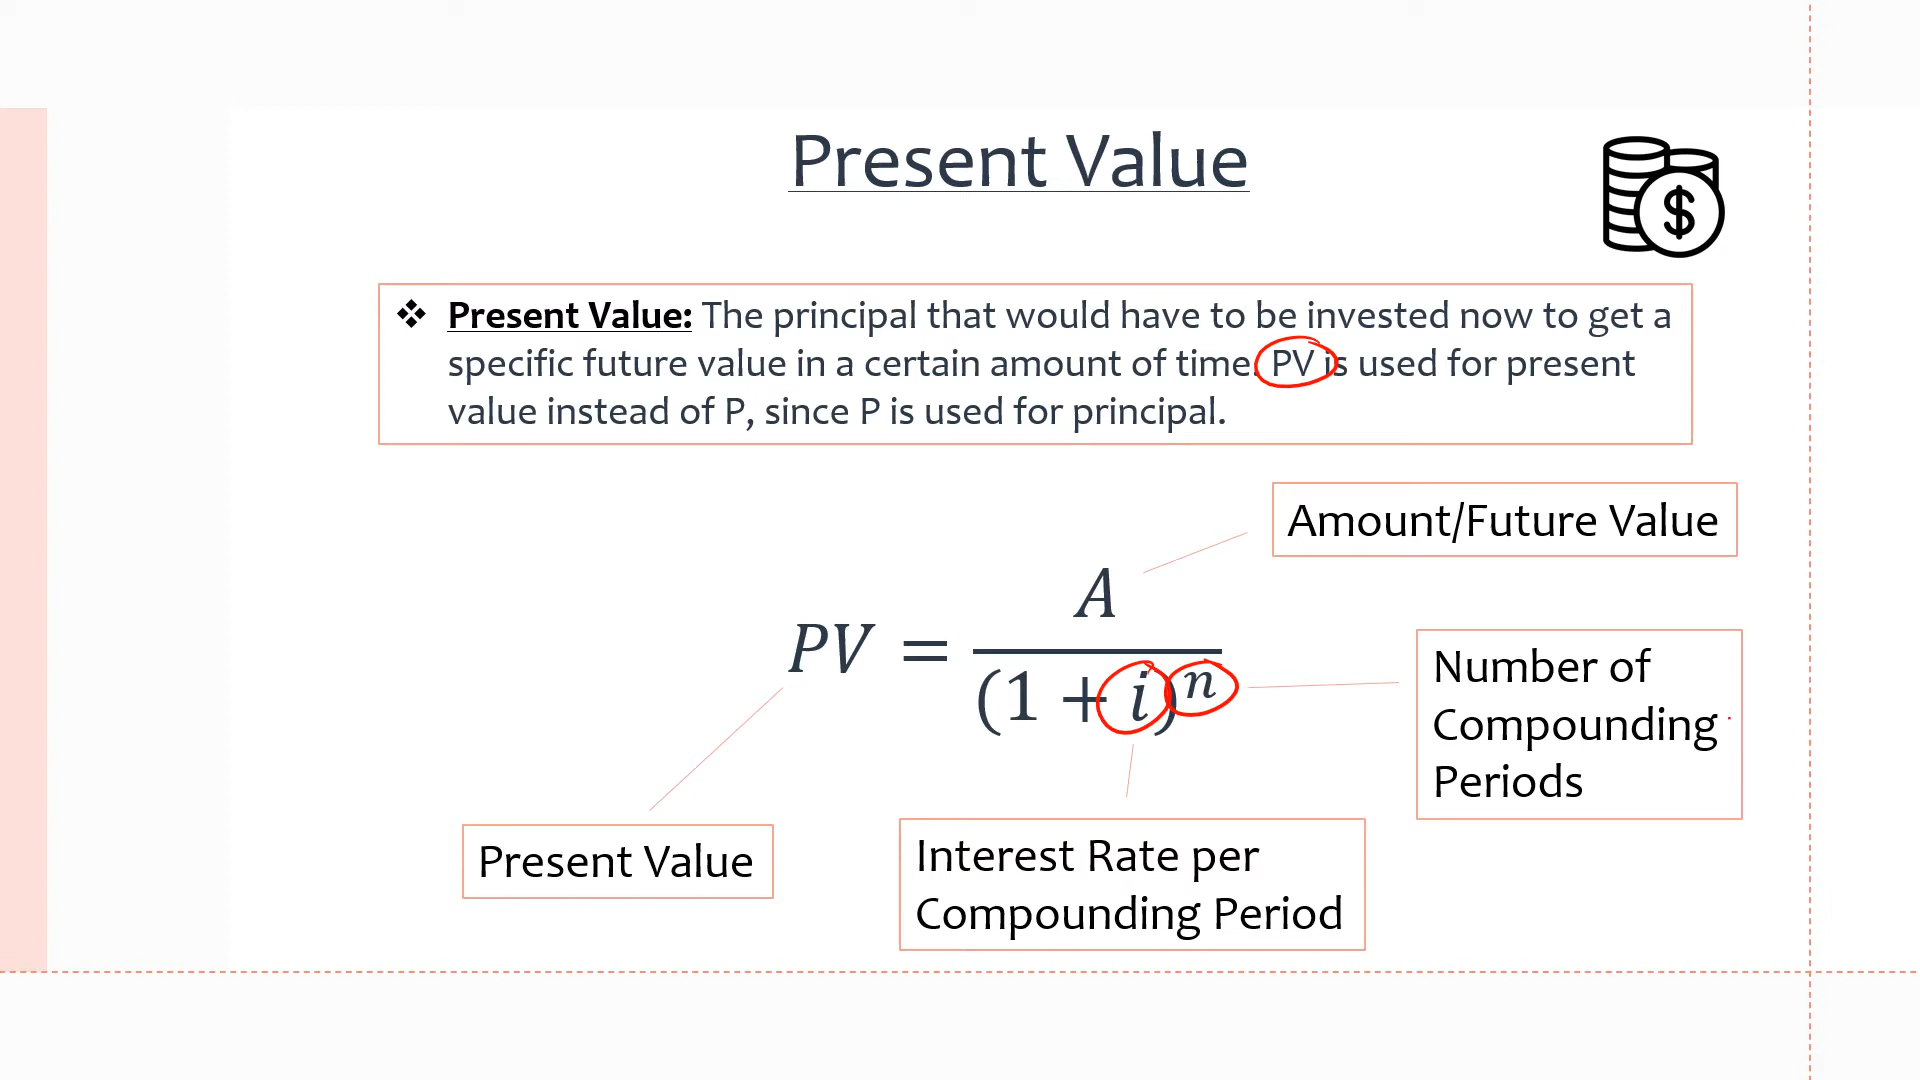 Present Value
$
❖ Present Value: The principal that would have to be invested now to get a
specific future value in a certain amount of time. PV is used for present
value instead of P, since P is used for principal.
Amount/Future Value
PV = A / (1 + i)^n
Number of
Compounding
Periods
Present Value
Interest Rate per
Compounding Period